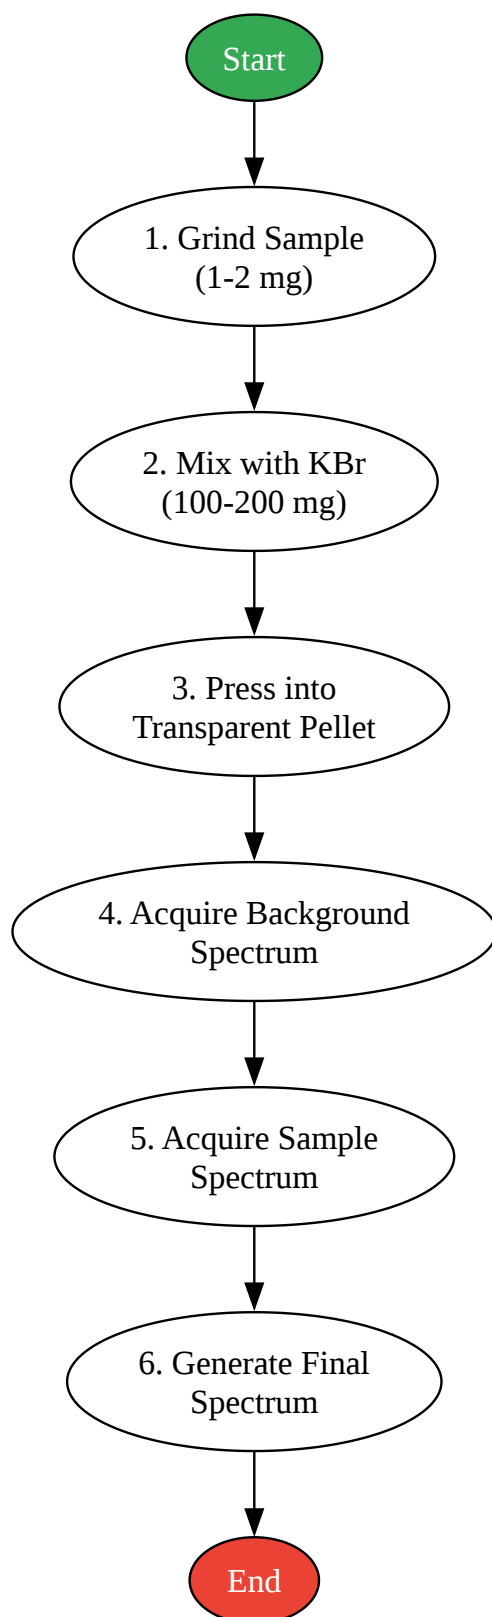 Start
1. Grind Sample
(1-2 mg)
2. Mix with KBr
(100-200 mg)
3. Press into
Transparent Pellet
4. Acquire Background
Spectrum
5. Acquire Sample
Spectrum
6. Generate Final
Spectrum
End